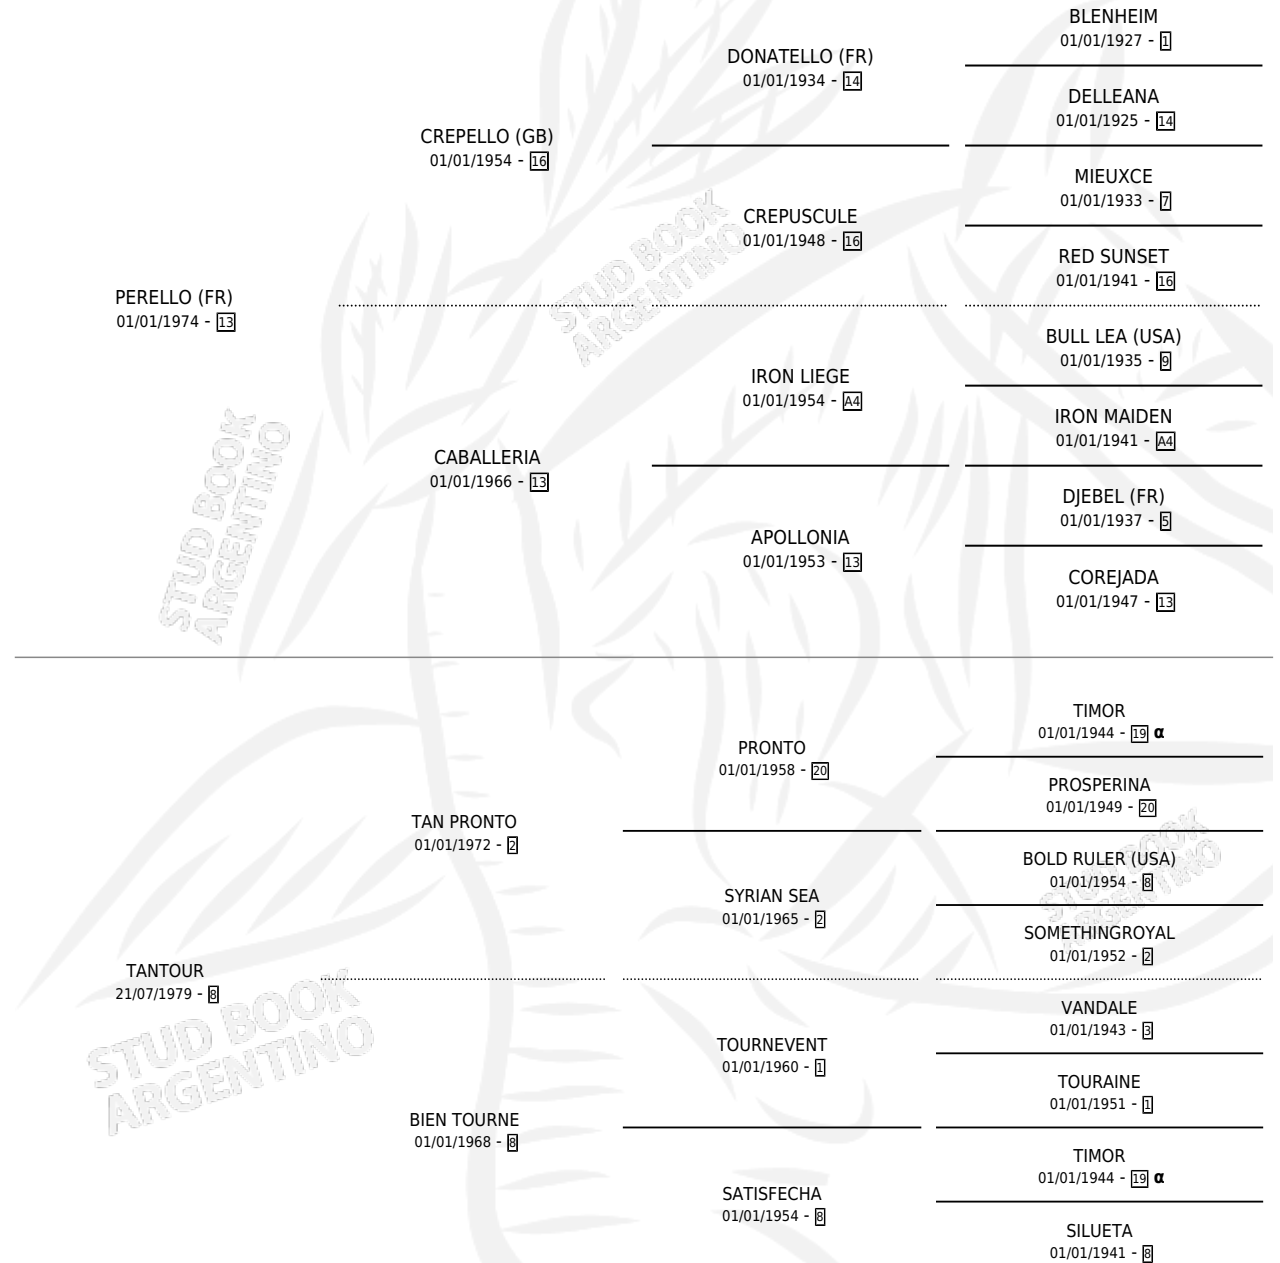 BLENHEIM
01/01/1927 - 1
DONATELLO (FR)
01/01/1934 - 14
DELLEANA
01/01/1925 - 14
CREPELLO (GB)
01/01/1954 - 16
MIEUXCE
01/01/1933 - 7
CREPUSCULE
01/01/1948 - 16
RED SUNSET
01/01/1941 - 16
PERELLO (FR)
01/01/1974 - 13
BULL LEA (USA)
01/01/1935 - 9
IRON LIEGE
01/01/1954 - A4
IRON MAIDEN
01/01/1941 - A4
CABALLERIA
01/01/1966 - 13
DJEBEL (FR)
01/01/1937 - 5
APOLLONIA
01/01/1953 - 13
COREJADA
01/01/1947 - 13
TIMOR
01/01/1944 - 19 α
PRONTO
01/01/1958 - 20
PROSPERINA
01/01/1949 - 20
TAN PRONTO
01/01/1972 - 2
BOLD RULER (USA)
01/01/1954 - 8
SYRIAN SEA
01/01/1965 - 2
SOMETHINGROYAL
01/01/1952 - 2
TANTOUR
21/07/1979 - 8
VANDALE
01/01/1943 - 3
TOURNEVENT
01/01/1960 - 1
TOURAINE
01/01/1951 - 1
BIEN TOURNE
01/01/1968 - 8
TIMOR
01/01/1944 - 19 α
SATISFECHA
01/01/1954 - 8
SILUETA
01/01/1941 - 8
STUD BOOK
ARGENTINO
STUD BOOK
ARGENTINO
STUD BOOK
ARGENTINO
STUD BOOK
ARGENTINO